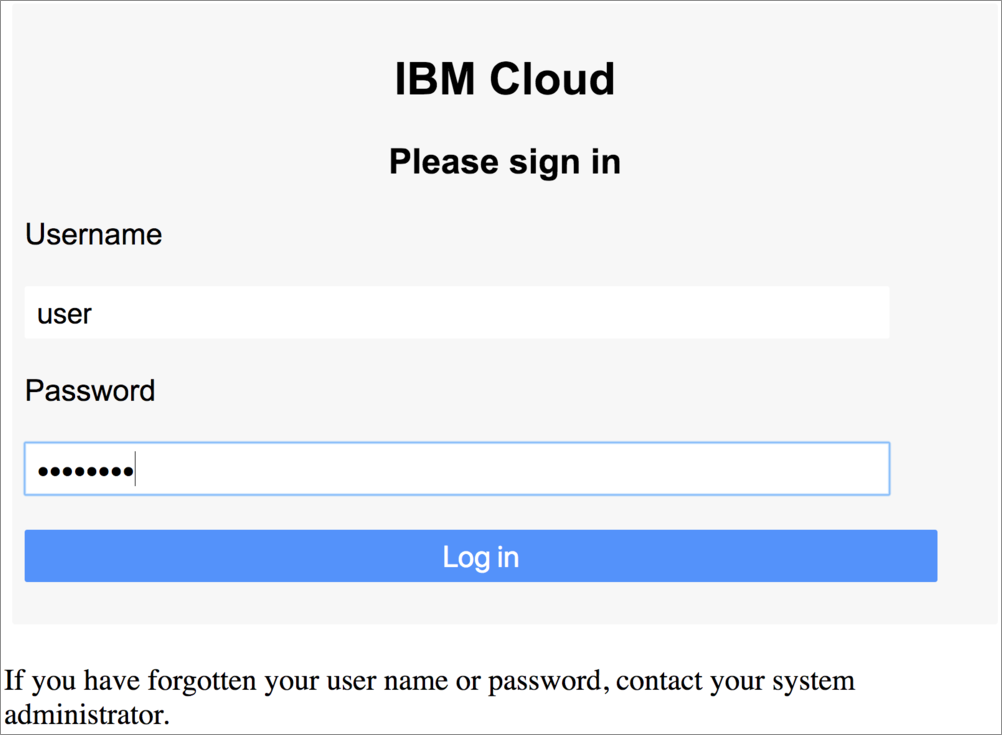 IBM Cloud
Please sign in
Username
user
Password
••••••••
Log in
If you have forgotten your user name or password, contact your system
administrator.